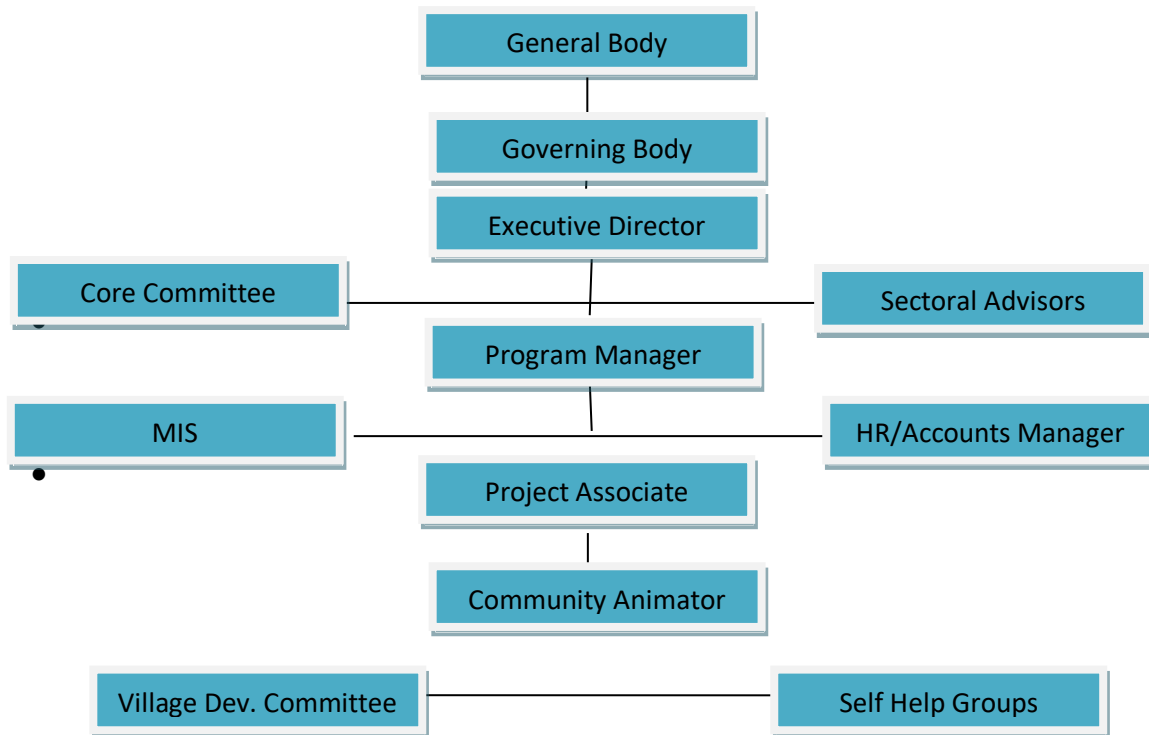 General Body
Governing Body
Executive Director
Core Committee
Sectoral Advisors
Program Manager
MIS
HR/Accounts Manager
Project Associate
Community Animator
Village Dev. Committee
Self Help Groups